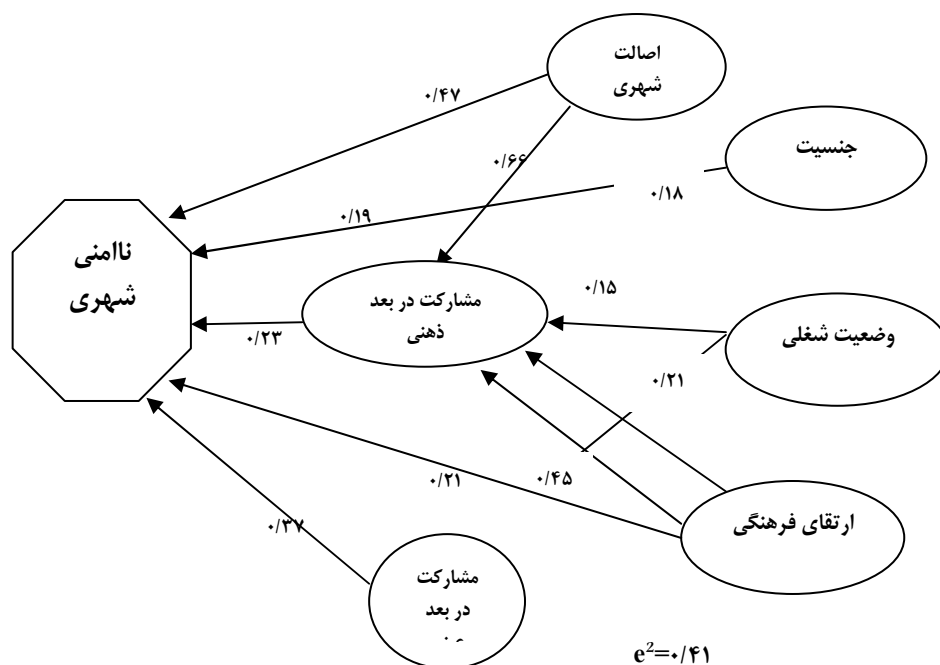 اصالت
شهری
۰/۴۷
جنسیت
۰/۶۶
۰/۱۸
۰/۱۹
ناامنی
شهری
مشارکت در بعد
ذهنی
۰/۱۵
وضعیت شغلی
۰/۲۳
۰/۲۱
۰/۲۱
۰/۴۵
ارتقای فرهنگی
۰/۳۷
مشارکت
در بعد
e²=۰/۴۱